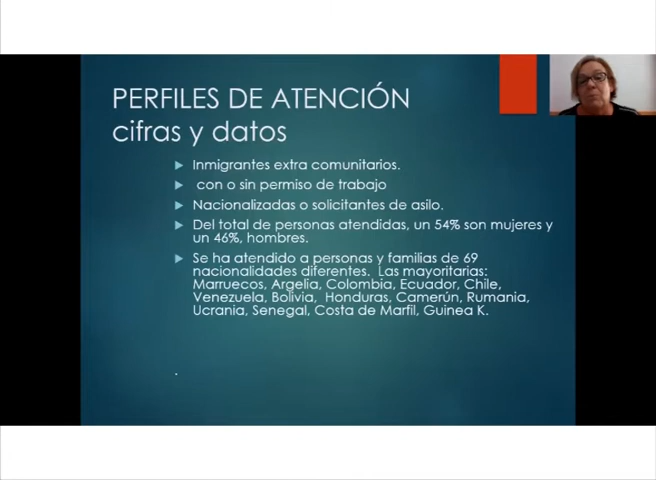 PERFILES DE ATENCIÓN
cifras y datos
Inmigrantes extra comunitarios.
con o sin permiso de trabajo
Nacionalizadas o solicitantes de asilo.
Del total de personas atendidas, un 54% son mujeres y
un 46%, hombres.
Se ha atendido a personas y familias de 69
nacionalidades diferentes. Las mayoritarias:
Marruecos, Argelia, Colombia, Ecuador, Chile,
Venezuela, Bolivia, Honduras, Camerún, Rumania,
Ucrania, Senegal, Costa de Marfil, Guinea K.
.